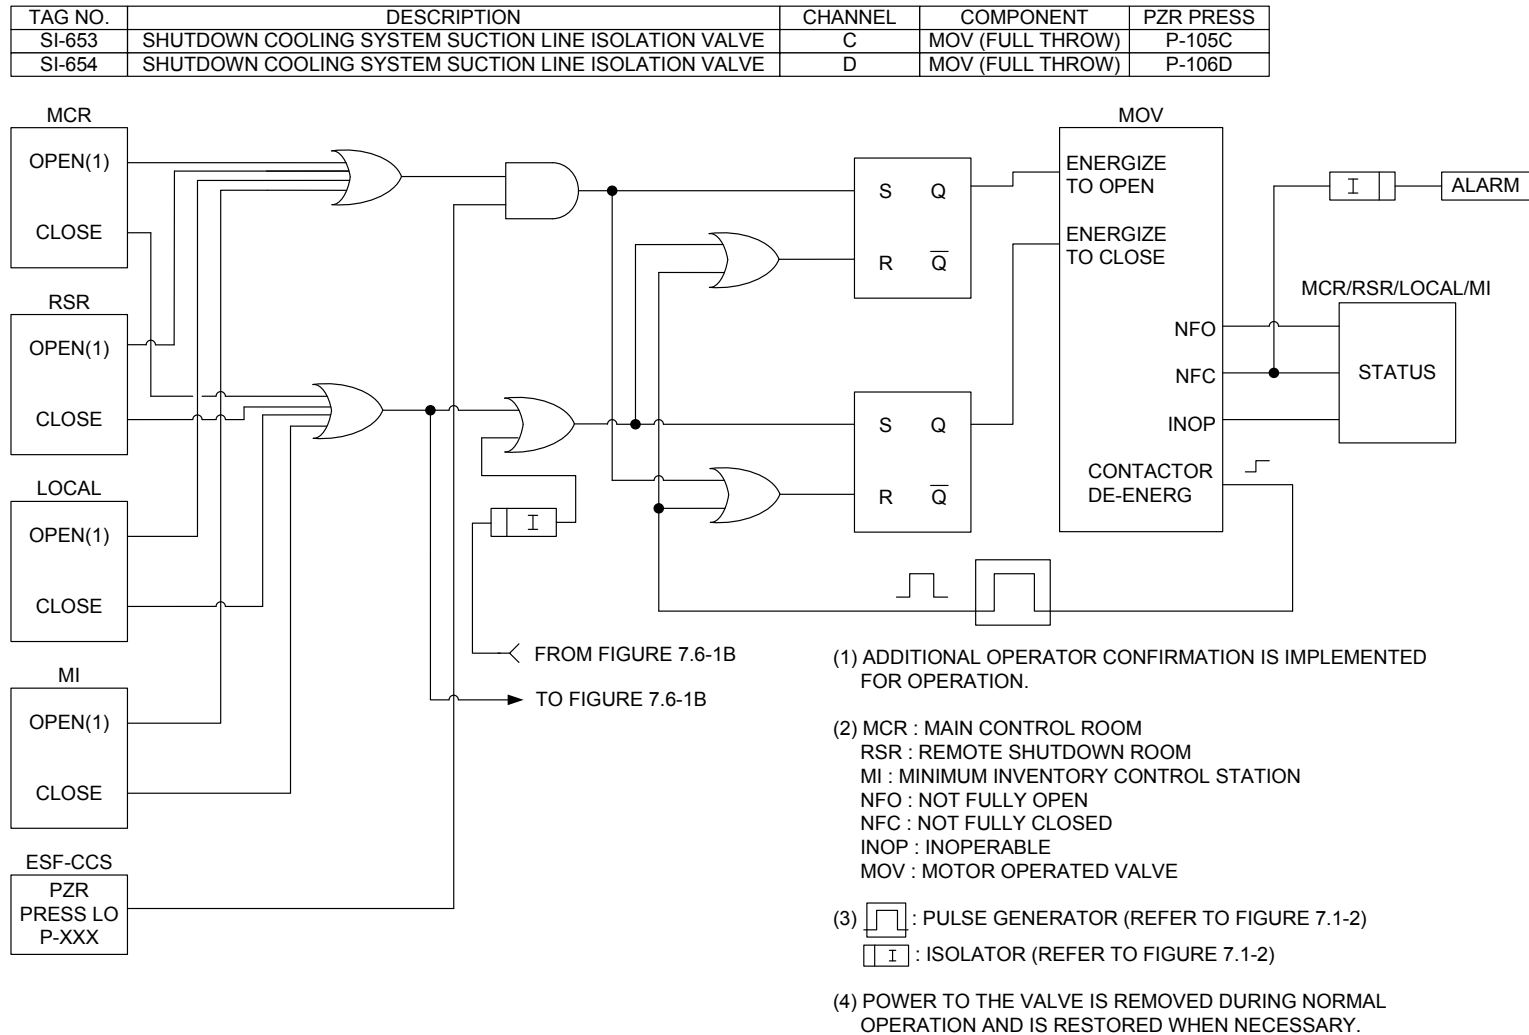 TAG NO. DESCRIPTION CHANNEL COMPONENT PZR PRESS
SI-653 SHUTDOWN COOLING SYSTEM SUCTION LINE ISOLATION VALVE C MOV (FULL THROW) P-105C
SI-654 SHUTDOWN COOLING SYSTEM SUCTION LINE ISOLATION VALVE D MOV (FULL THROW) P-106D
MCR
OPEN(1)
CLOSE
RSR
OPEN(1)
CLOSE
LOCAL
OPEN(1)
CLOSE
MI
OPEN(1)
CLOSE
ESF-CCS
PZR
PRESS LO
P-XXX
I
FROM FIGURE 7.6-1B
TO FIGURE 7.6-1B
S Q
R Q̅
S Q
R Q̅
MOV
ENERGIZE
TO OPEN
ENERGIZE
TO CLOSE
NFO
NFC
INOP
CONTACTOR
DE-ENERG
I
ALARM
MCR/RSR/LOCAL/MI
STATUS
(1) ADDITIONAL OPERATOR CONFIRMATION IS IMPLEMENTED
FOR OPERATION.
(2) MCR : MAIN CONTROL ROOM
RSR : REMOTE SHUTDOWN ROOM
MI : MINIMUM INVENTORY CONTROL STATION
NFO : NOT FULLY OPEN
NFC : NOT FULLY CLOSED
INOP : INOPERABLE
MOV : MOTOR OPERATED VALVE
(3) : PULSE GENERATOR (REFER TO FIGURE 7.1-2)
I : ISOLATOR (REFER TO FIGURE 7.1-2)
(4) POWER TO THE VALVE IS REMOVED DURING NORMAL
OPERATION AND IS RESTORED WHEN NECESSARY.